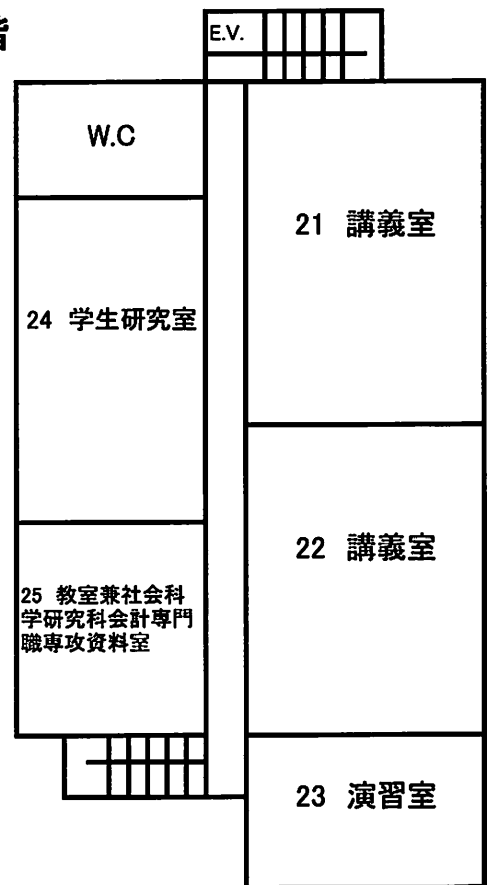 階
E.V.
W.C
21 講義室
24 学生研究室
22 講義室
25 教室兼社会科
学研究科会計専門
職専攻資料室
23 演習室